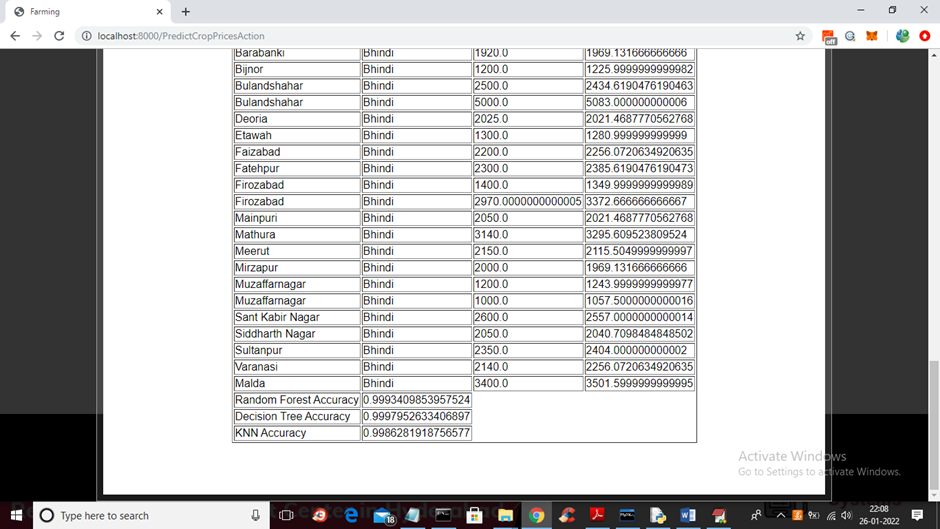 Farming
localhost:8000/PredictCropPricesAction
off
Barabanki Bhindi 1920.0 1969.131666666666
Bijnor Bhindi 1200.0 1225.9999999999982
Bulandshahar Bhindi 2500.0 2434.6190476190463
Bulandshahar Bhindi 5000.0 5083.000000000006
Deoria Bhindi 2025.0 2021.4687770562768
Etawah Bhindi 1300.0 1280.999999999999
Faizabad Bhindi 2200.0 2256.0720634920635
Fatehpur Bhindi 2300.0 2385.6190476190473
Firozabad Bhindi 1400.0 1349.9999999999989
Firozabad Bhindi 2970.0000000000005 3372.666666666667
Mainpuri Bhindi 2050.0 2021.4687770562768
Mathura Bhindi 3140.0 3295.609523809524
Meerut Bhindi 2150.0 2115.5049999999997
Mirzapur Bhindi 2000.0 1969.131666666666
Muzaffarnagar Bhindi 1200.0 1243.9999999999977
Muzaffarnagar Bhindi 1000.0 1057.5000000000016
Sant Kabir Nagar Bhindi 2600.0 2557.0000000000014
Siddharth Nagar Bhindi 2050.0 2040.7098484848502
Sultanpur Bhindi 2350.0 2404.000000000002
Varanasi Bhindi 2140.0 2256.0720634920635
Malda Bhindi 3400.0 3501.5999999999995
Random Forest Accuracy 0.9993409853957524
Decision Tree Accuracy 0.9997952633406897
KNN Accuracy 0.9986281918756577
Activate Windows
Go to Settings to activate Windows.
Type here to search
18
22:08
26-01-2022